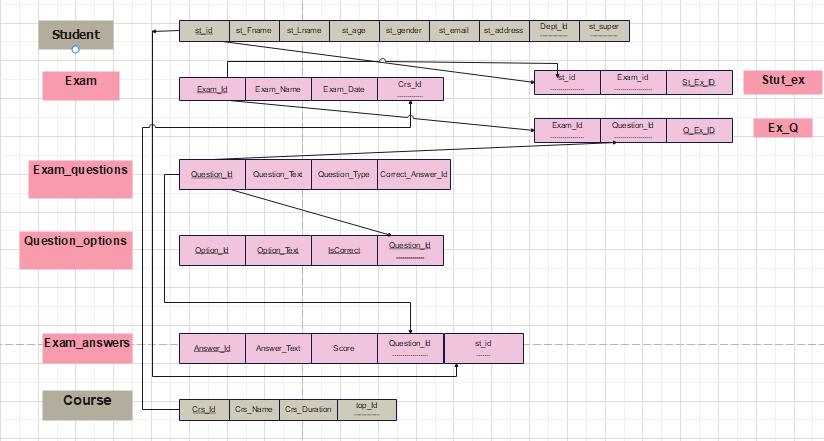 Student
st_id st_Fname st_Lname st_age st_gender st_email st_address Dept_Id st_super
Exam
Exam_Id Exam_Name Exam_Date Crs_Id
st_id Exam_id St_Ex_ID
Stut_ex
Exam_Id Question_Id Q_Ex_ID
Ex_Q
Exam_questions
Question_Id Question_Text Question_Type Correct_Answer_Id
Question_options
Option_Id Option_Text IsCorrect Question_Id
Exam_answers
Answer_Id Answer_Text Score Question_Id st_id
Course
Crs_Id Crs_Name Crs_Duration top_Id